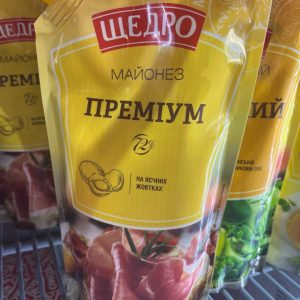 ЩЕДРО
МАЙОНЕЗ
ПРЕМІУМ
72%
НА ЯЄЧНИХ
ЖОВТКАХ